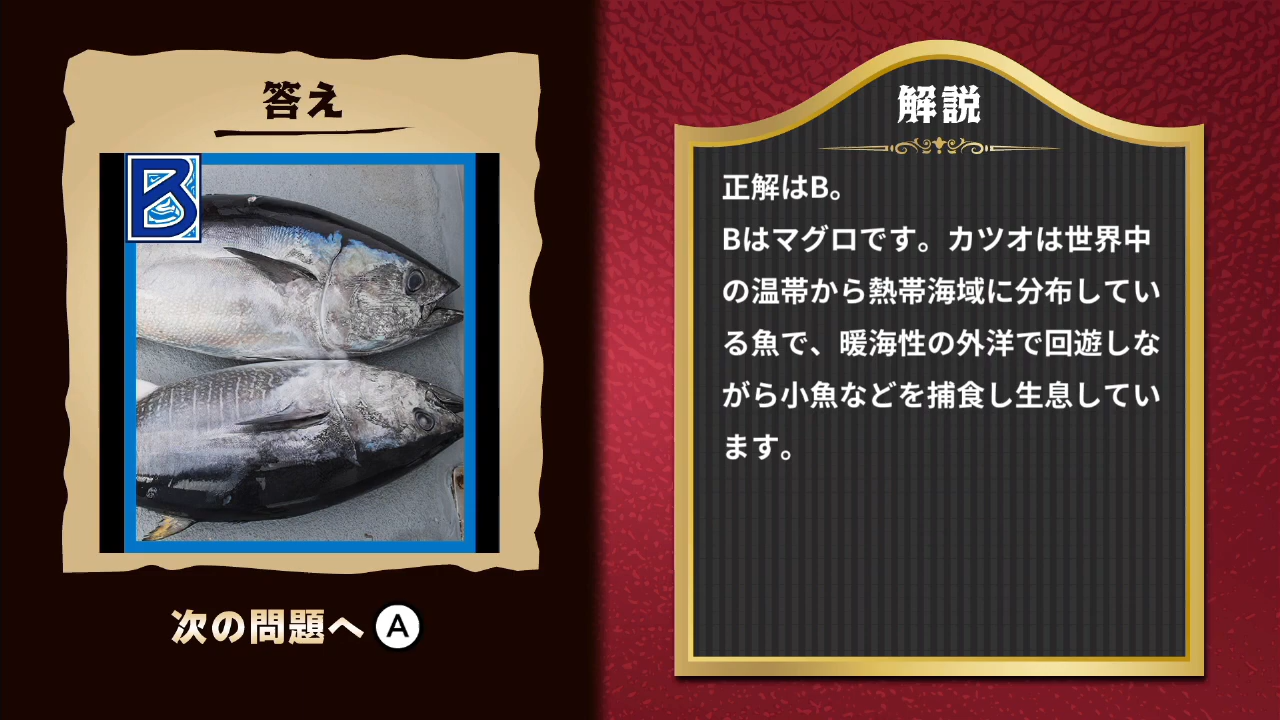 答え
B
次の問題へ A
解説
正解はB。
Bはマグロです。カツオは世界中
の温帯から熱帯海域に分布してい
る魚で、暖海性の外洋で回遊しな
がら小魚などを捕食し生息してい
ます。